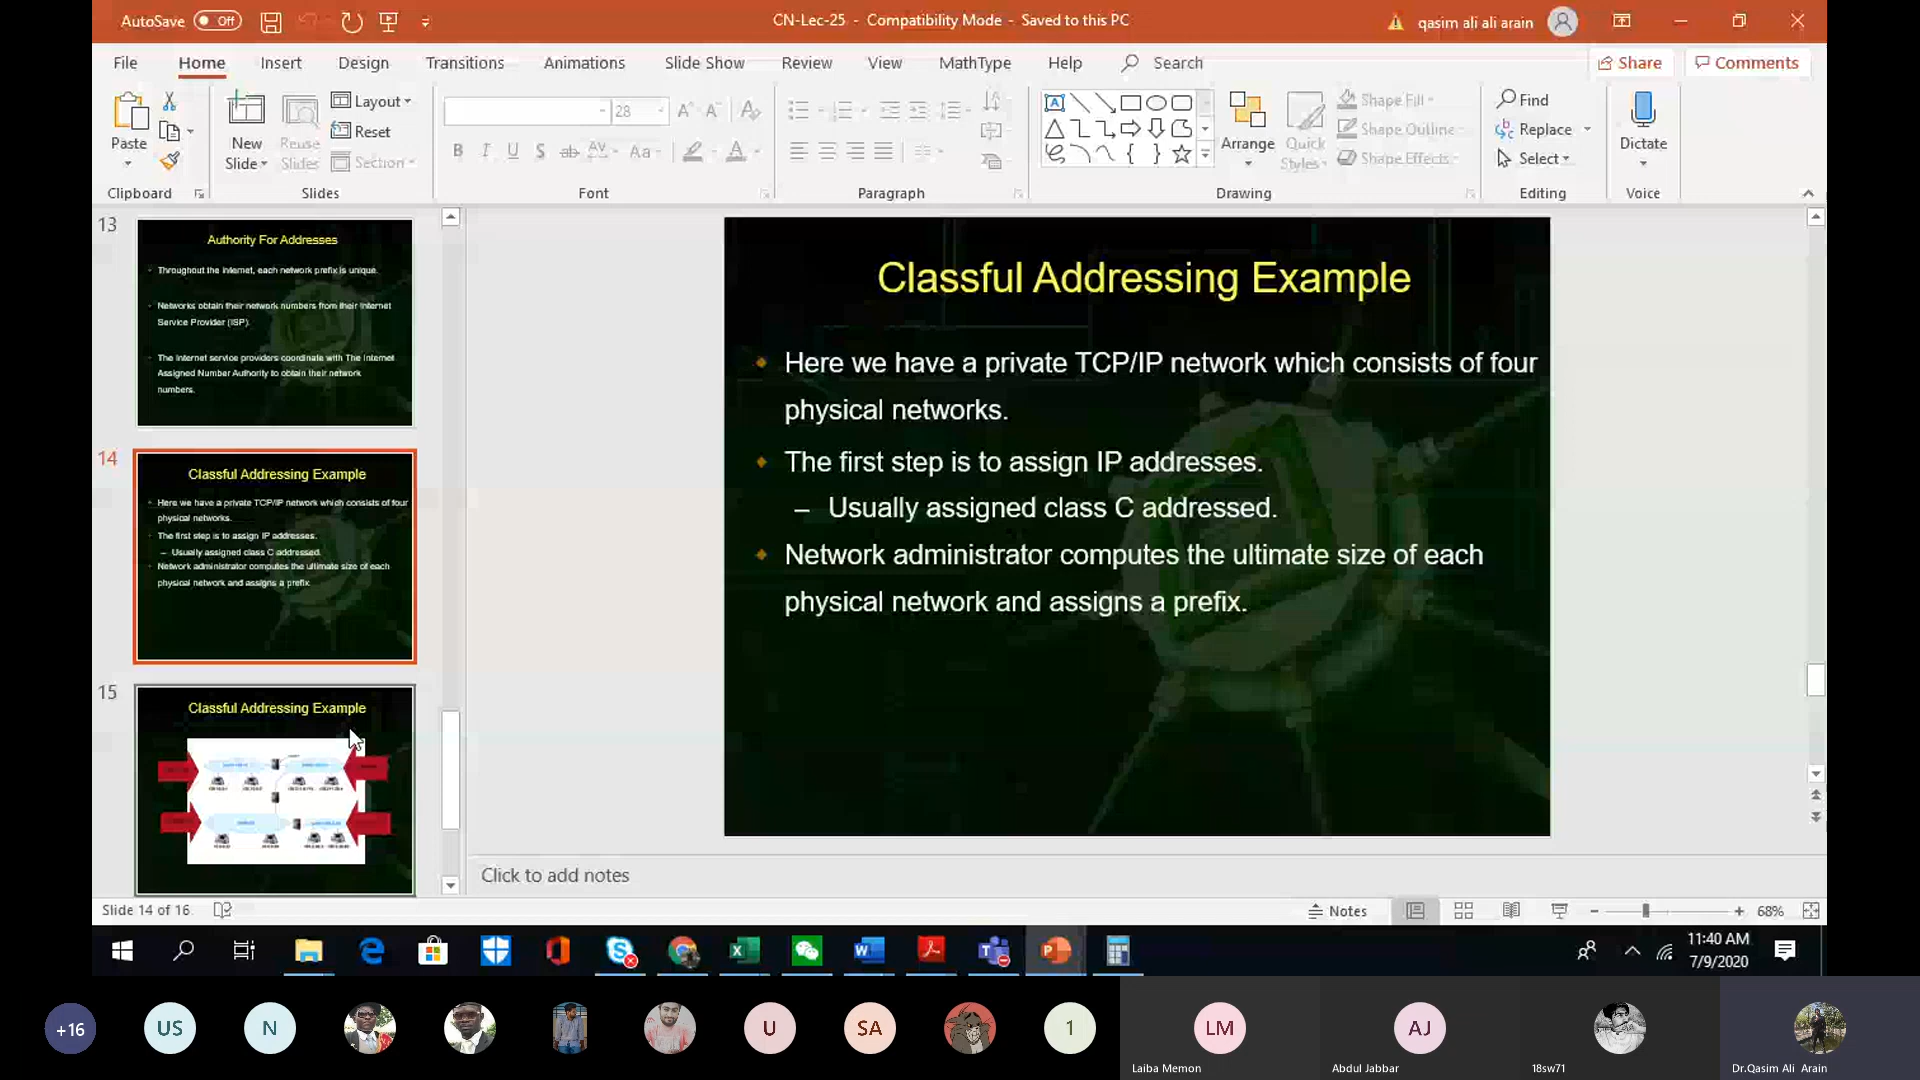 AutoSave Off
CN-Lec-25 - Compatibility Mode - Saved to this PC
qasim ali ali arain
File Home Insert Design Transitions Animations Slide Show Review View MathType Help Search
Share Comments
Paste
Clipboard
New Slide
Reuse Slides
Layout
Reset
Section
Slides
28
Font
Paragraph
Arrange
Quick Styles
Shape Fill
Shape Outline
Shape Effects
Drawing
Find
Replace
Select
Editing
Dictate
Voice
13
Authority For Addresses
Throughout the Internet, each network prefix is unique.
Networks obtain their network numbers from their Internet
Service Provider (ISP).
The Internet service providers coordinate with The Internet
Assigned Number Authority to obtain their network
numbers.
14
Classful Addressing Example
Here we have a private TCP/IP network which consists of four
physical networks.
The first step is to assign IP addresses.
– Usually assigned class C addressed.
Network administrator computes the ultimate size of each
physical network and assigns a prefix.
15
Classful Addressing Example
Classful Addressing Example
Here we have a private TCP/IP network which consists of four
physical networks.
The first step is to assign IP addresses.
– Usually assigned class C addressed.
Network administrator computes the ultimate size of each
physical network and assigns a prefix.
Click to add notes
Slide 14 of 16
Notes
68%
11:40 AM
7/9/2020
+16
US
N
U
SA
1
LM
AJ
Laiba Memon
Abdul Jabbar
18sw71
Dr.Qasim Ali Arain